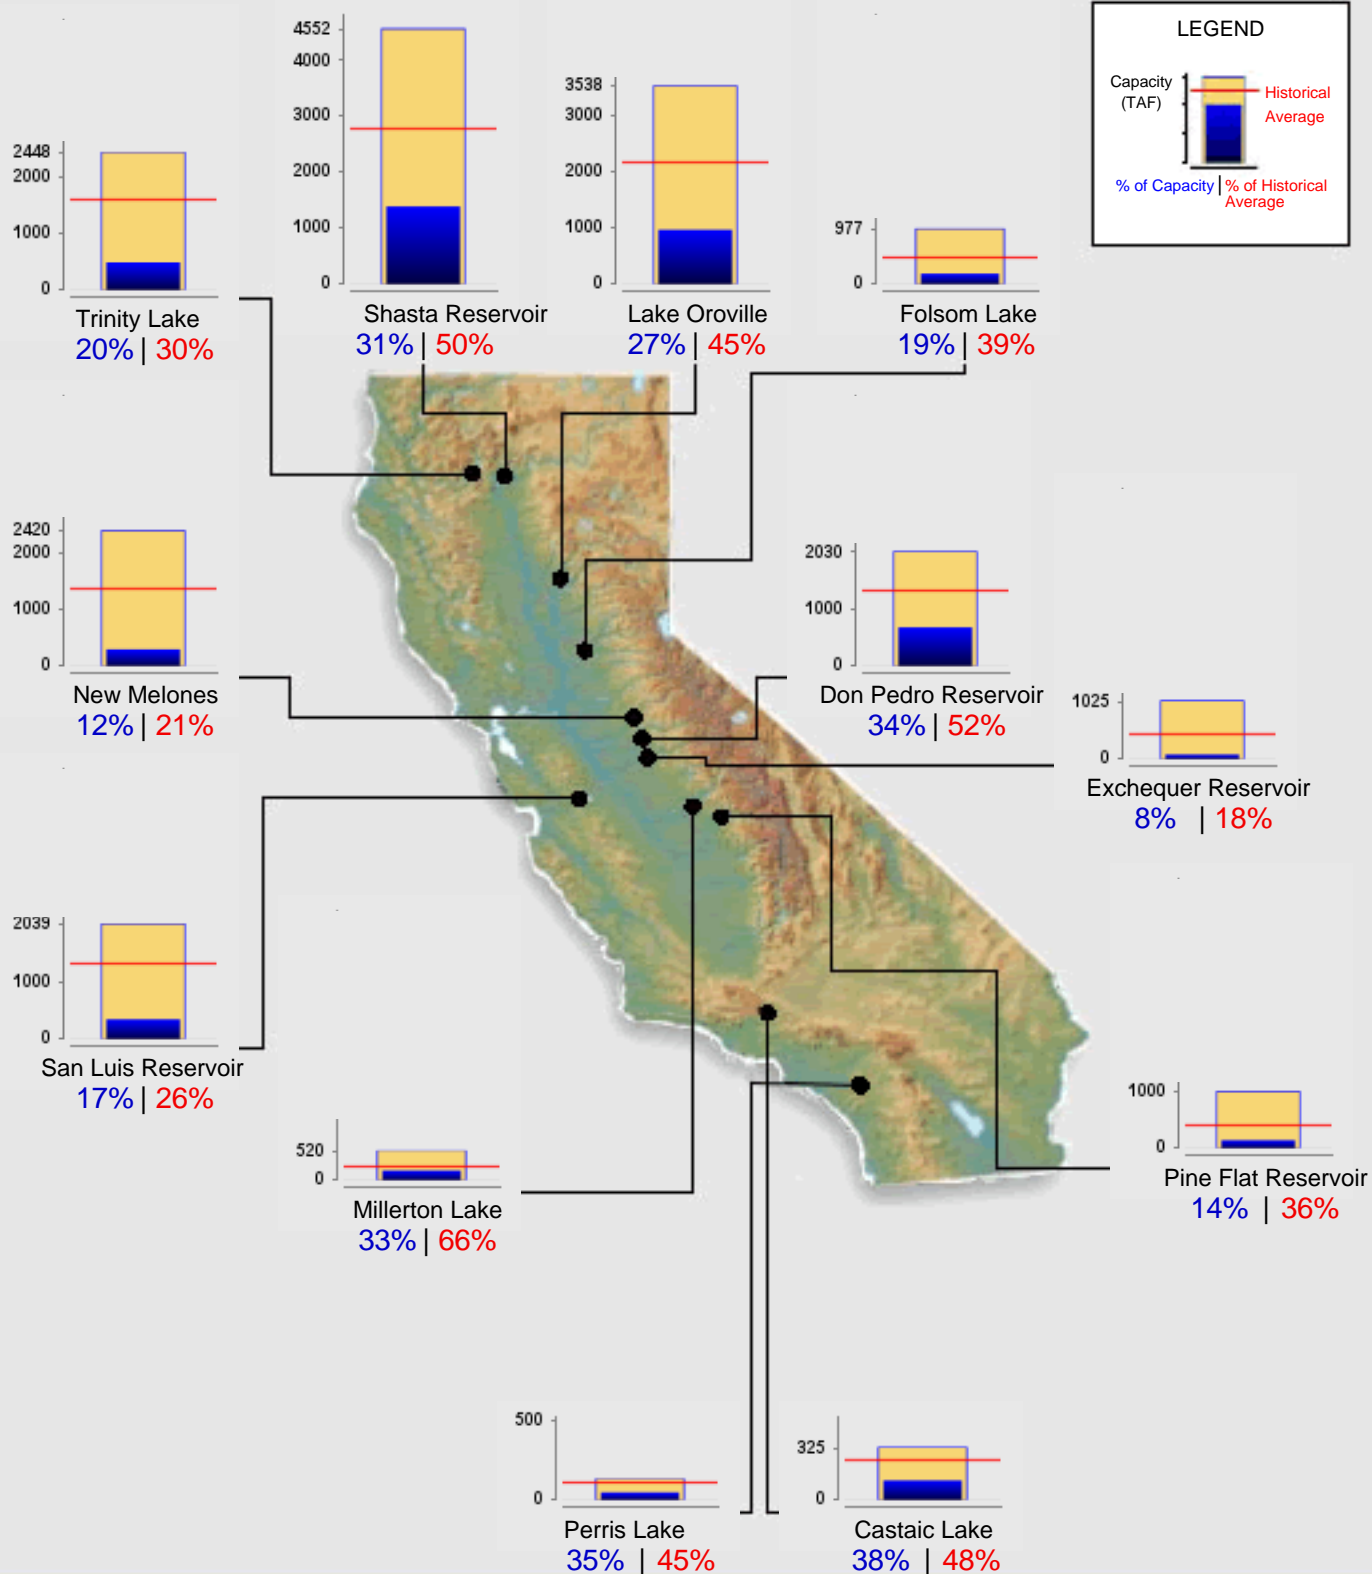 LEGEND
Capacity
(TAF)
Historical
Average
% of Capacity | % of Historical
Average
2448
2000
1000
0
Trinity Lake
20% | 30%
4552
4000
3000
2000
1000
0
Shasta Reservoir
31% | 50%
3538
3000
2000
1000
0
Lake Oroville
27% | 45%
977
0
Folsom Lake
19% | 39%
2420
2000
1000
0
New Melones
12% | 21%
2030
1000
0
Don Pedro Reservoir
34% | 52%
1025
0
Exchequer Reservoir
8% | 18%
2039
1000
0
San Luis Reservoir
17% | 26%
520
0
Millerton Lake
33% | 66%
1000
0
Pine Flat Reservoir
14% | 36%
500
0
Perris Lake
35% | 45%
325
0
Castaic Lake
38% | 48%